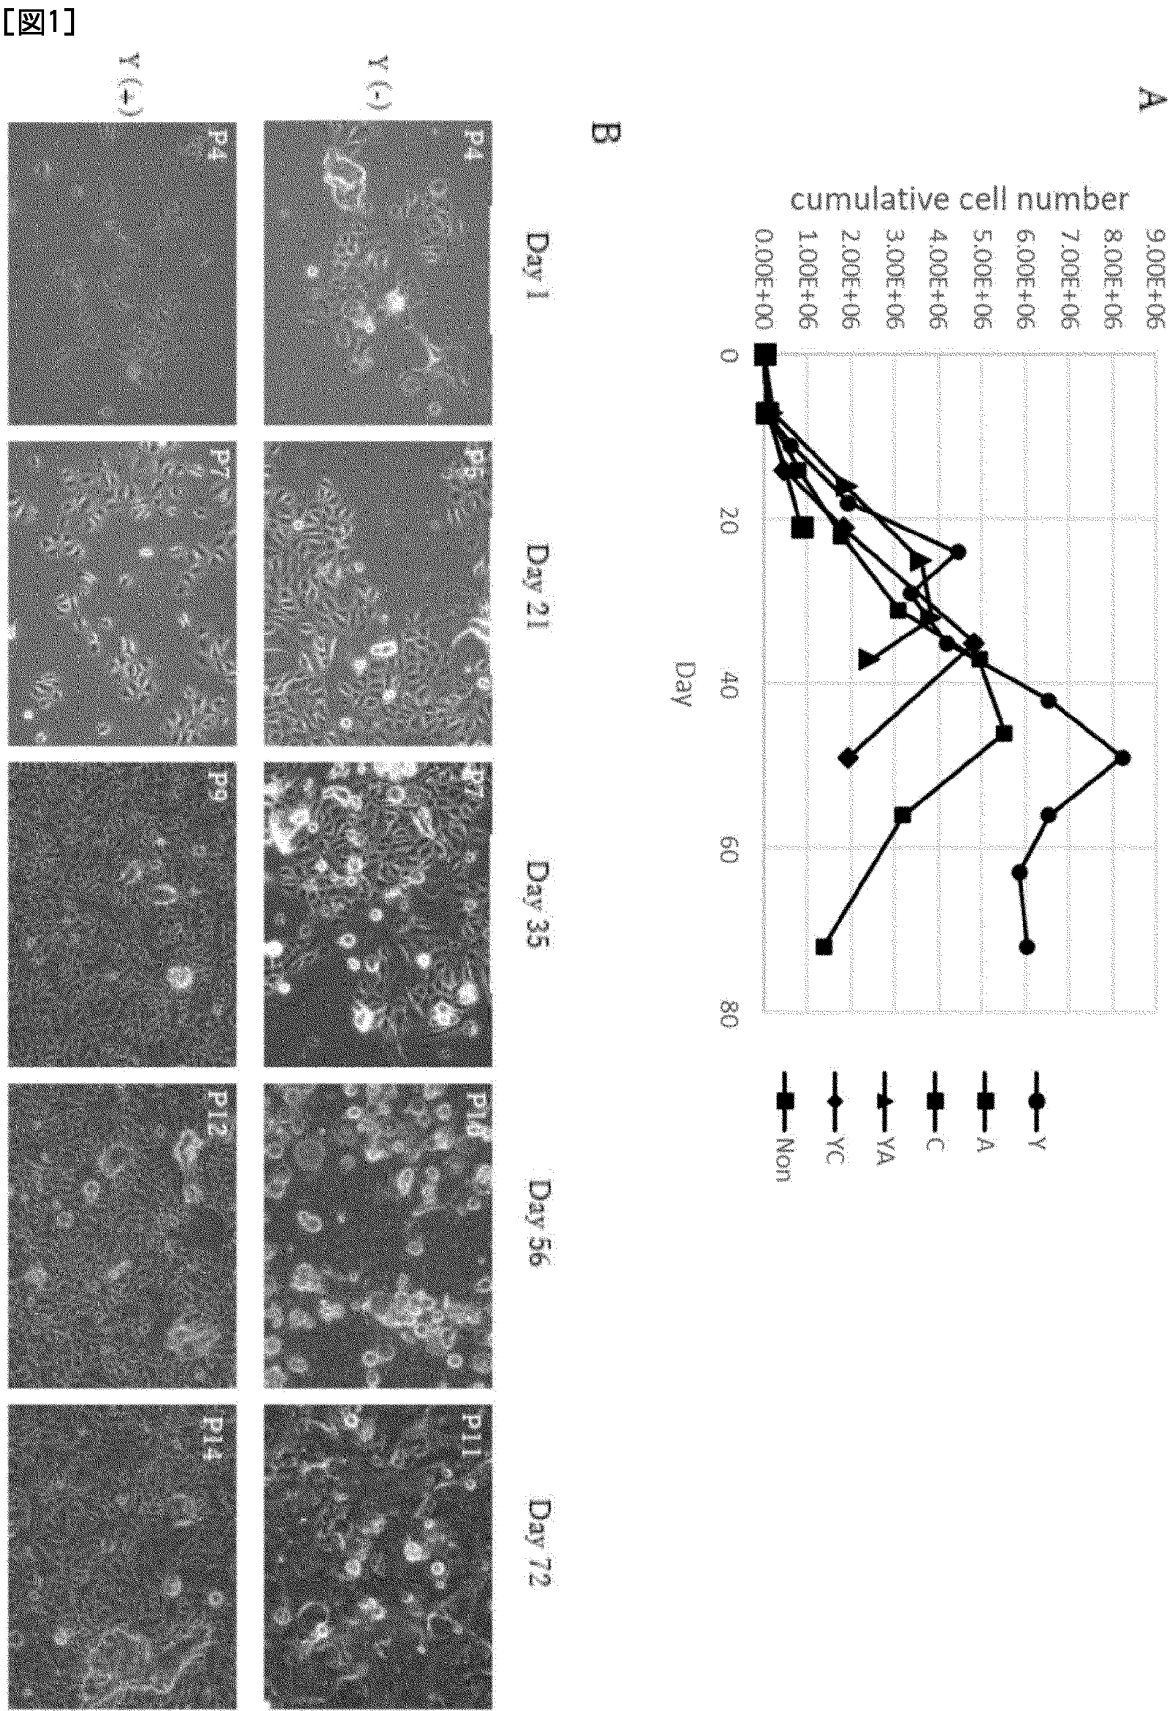 [図1]
A
cumulative cell number
9.00E+06
8.00E+06
7.00E+06
6.00E+06
5.00E+06
4.00E+06
3.00E+06
2.00E+06
1.00E+06
0.00E+00
0
20
40
60
80
Day
Y
A
C
YA
YC
Non
B
Day 1
Day 21
Day 35
Day 56
Day 72
Y (-)
P4
P5
P7
P10
P11
Y (+)
P4
P7
P9
P12
P14